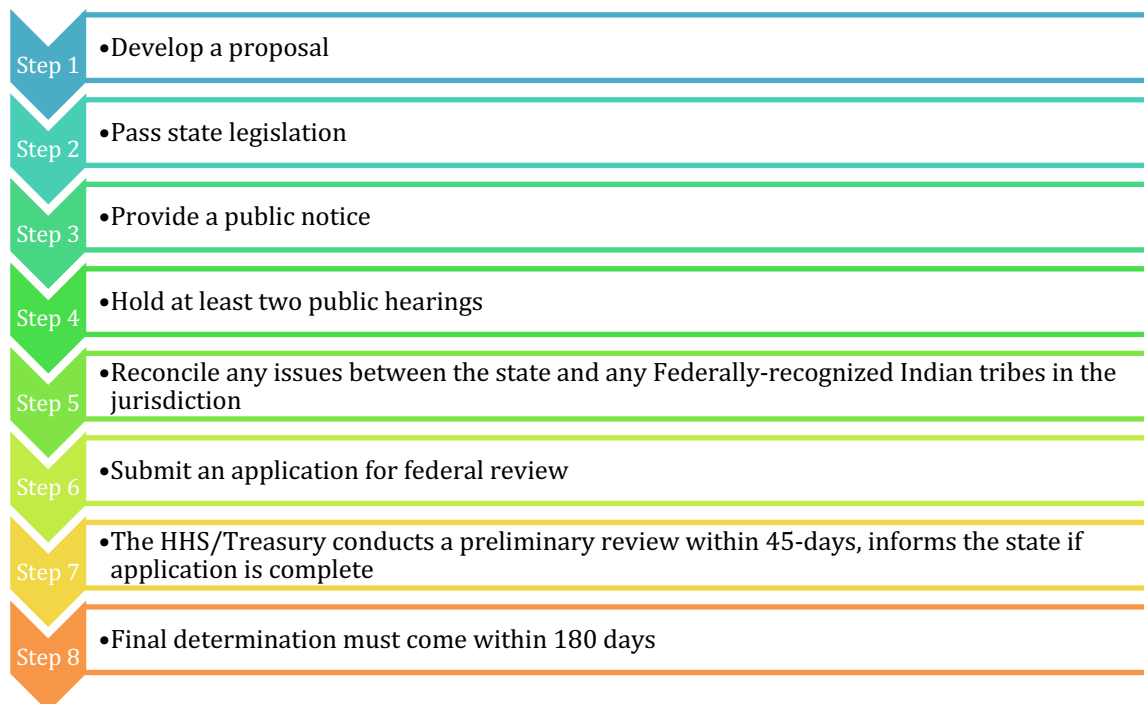 Step 1
•Develop a proposal
Step 2
•Pass state legislation
Step 3
•Provide a public notice
Step 4
•Hold at least two public hearings
Step 5
•Reconcile any issues between the state and any Federally-recognized Indian tribes in the
jurisdiction
Step 6
•Submit an application for federal review
Step 7
•The HHS/Treasury conducts a preliminary review within 45-days, informs the state if
application is complete
Step 8
•Final determination must come within 180 days